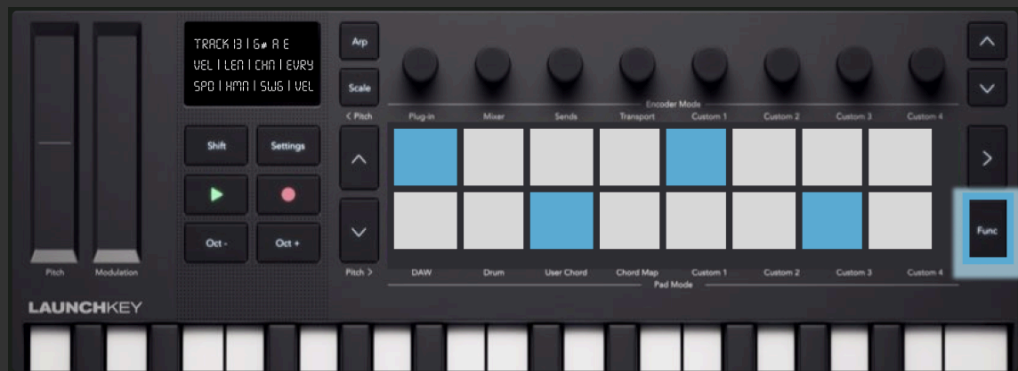 TRACK 13 | G# A E
VEL | LEN | CHN | EVRY
SPD | HMN | SWG | VEL
Arp
Scale
< Pitch
Encoder Mode
Plug-in Mixer Sends Transport Custom 1 Custom 2 Custom 3 Custom 4
Shift Settings
Oct - Oct +
Func
Pitch Modulation
Pitch > DAW Drum User Chord Chord Map Custom 1 Custom 2 Custom 3 Custom 4
Pad Mode
LAUNCHKEY